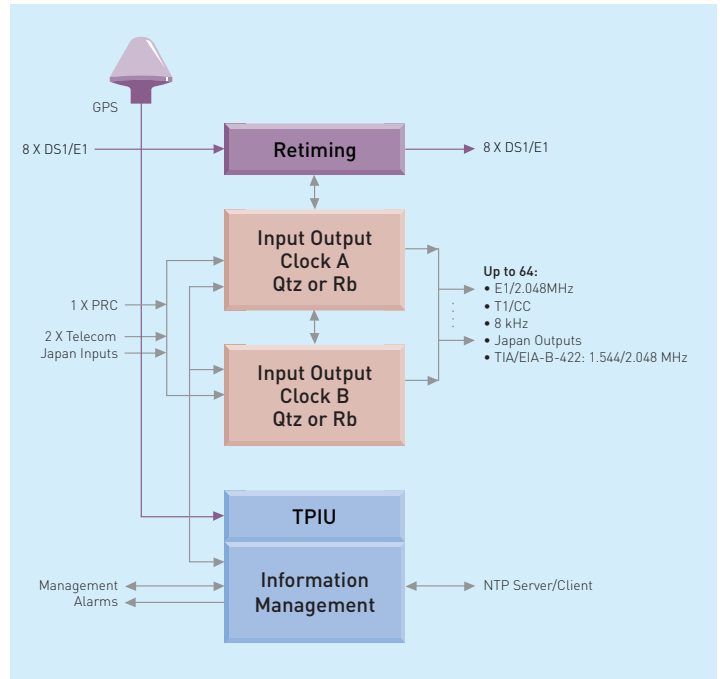 GPS
8 X DS1/E1
Retiming
8 X DS1/E1
Input Output
Clock A
Qtz or Rb
1 X PRC
2 X Telecom
Japan Inputs
Up to 64:
• E1/2.048MHz
• T1/CC
• 8 kHz
• Japan Outputs
• TIA/EIA-B-422: 1.544/2.048 MHz
Input Output
Clock B
Qtz or Rb
TPIU
Information
Management
Management
Alarms
NTP Server/Client